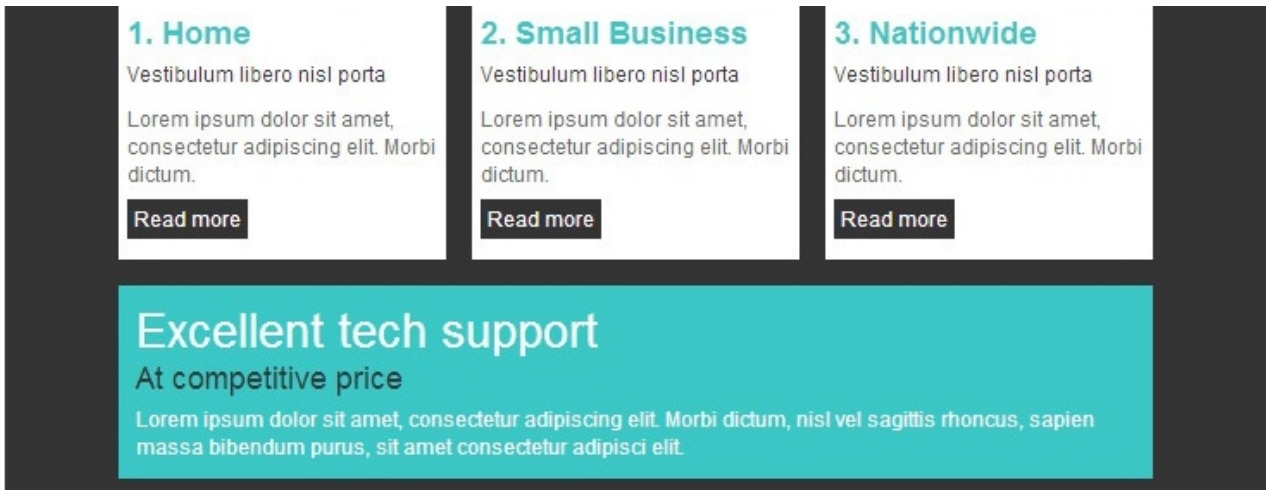 1. Home
Vestibulum libero nisl porta
Lorem ipsum dolor sit amet,
consectetur adipiscing elit. Morbi
dictum.
Read more
2. Small Business
Vestibulum libero nisl porta
Lorem ipsum dolor sit amet,
consectetur adipiscing elit. Morbi
dictum.
Read more
3. Nationwide
Vestibulum libero nisl porta
Lorem ipsum dolor sit amet,
consectetur adipiscing elit. Morbi
dictum.
Read more
Excellent tech support
At competitive price
Lorem ipsum dolor sit amet, consectetur adipiscing elit. Morbi dictum, nisl vel sagittis rhoncus, sapien
massa bibendum purus, sit amet consectetur adipisci elit.